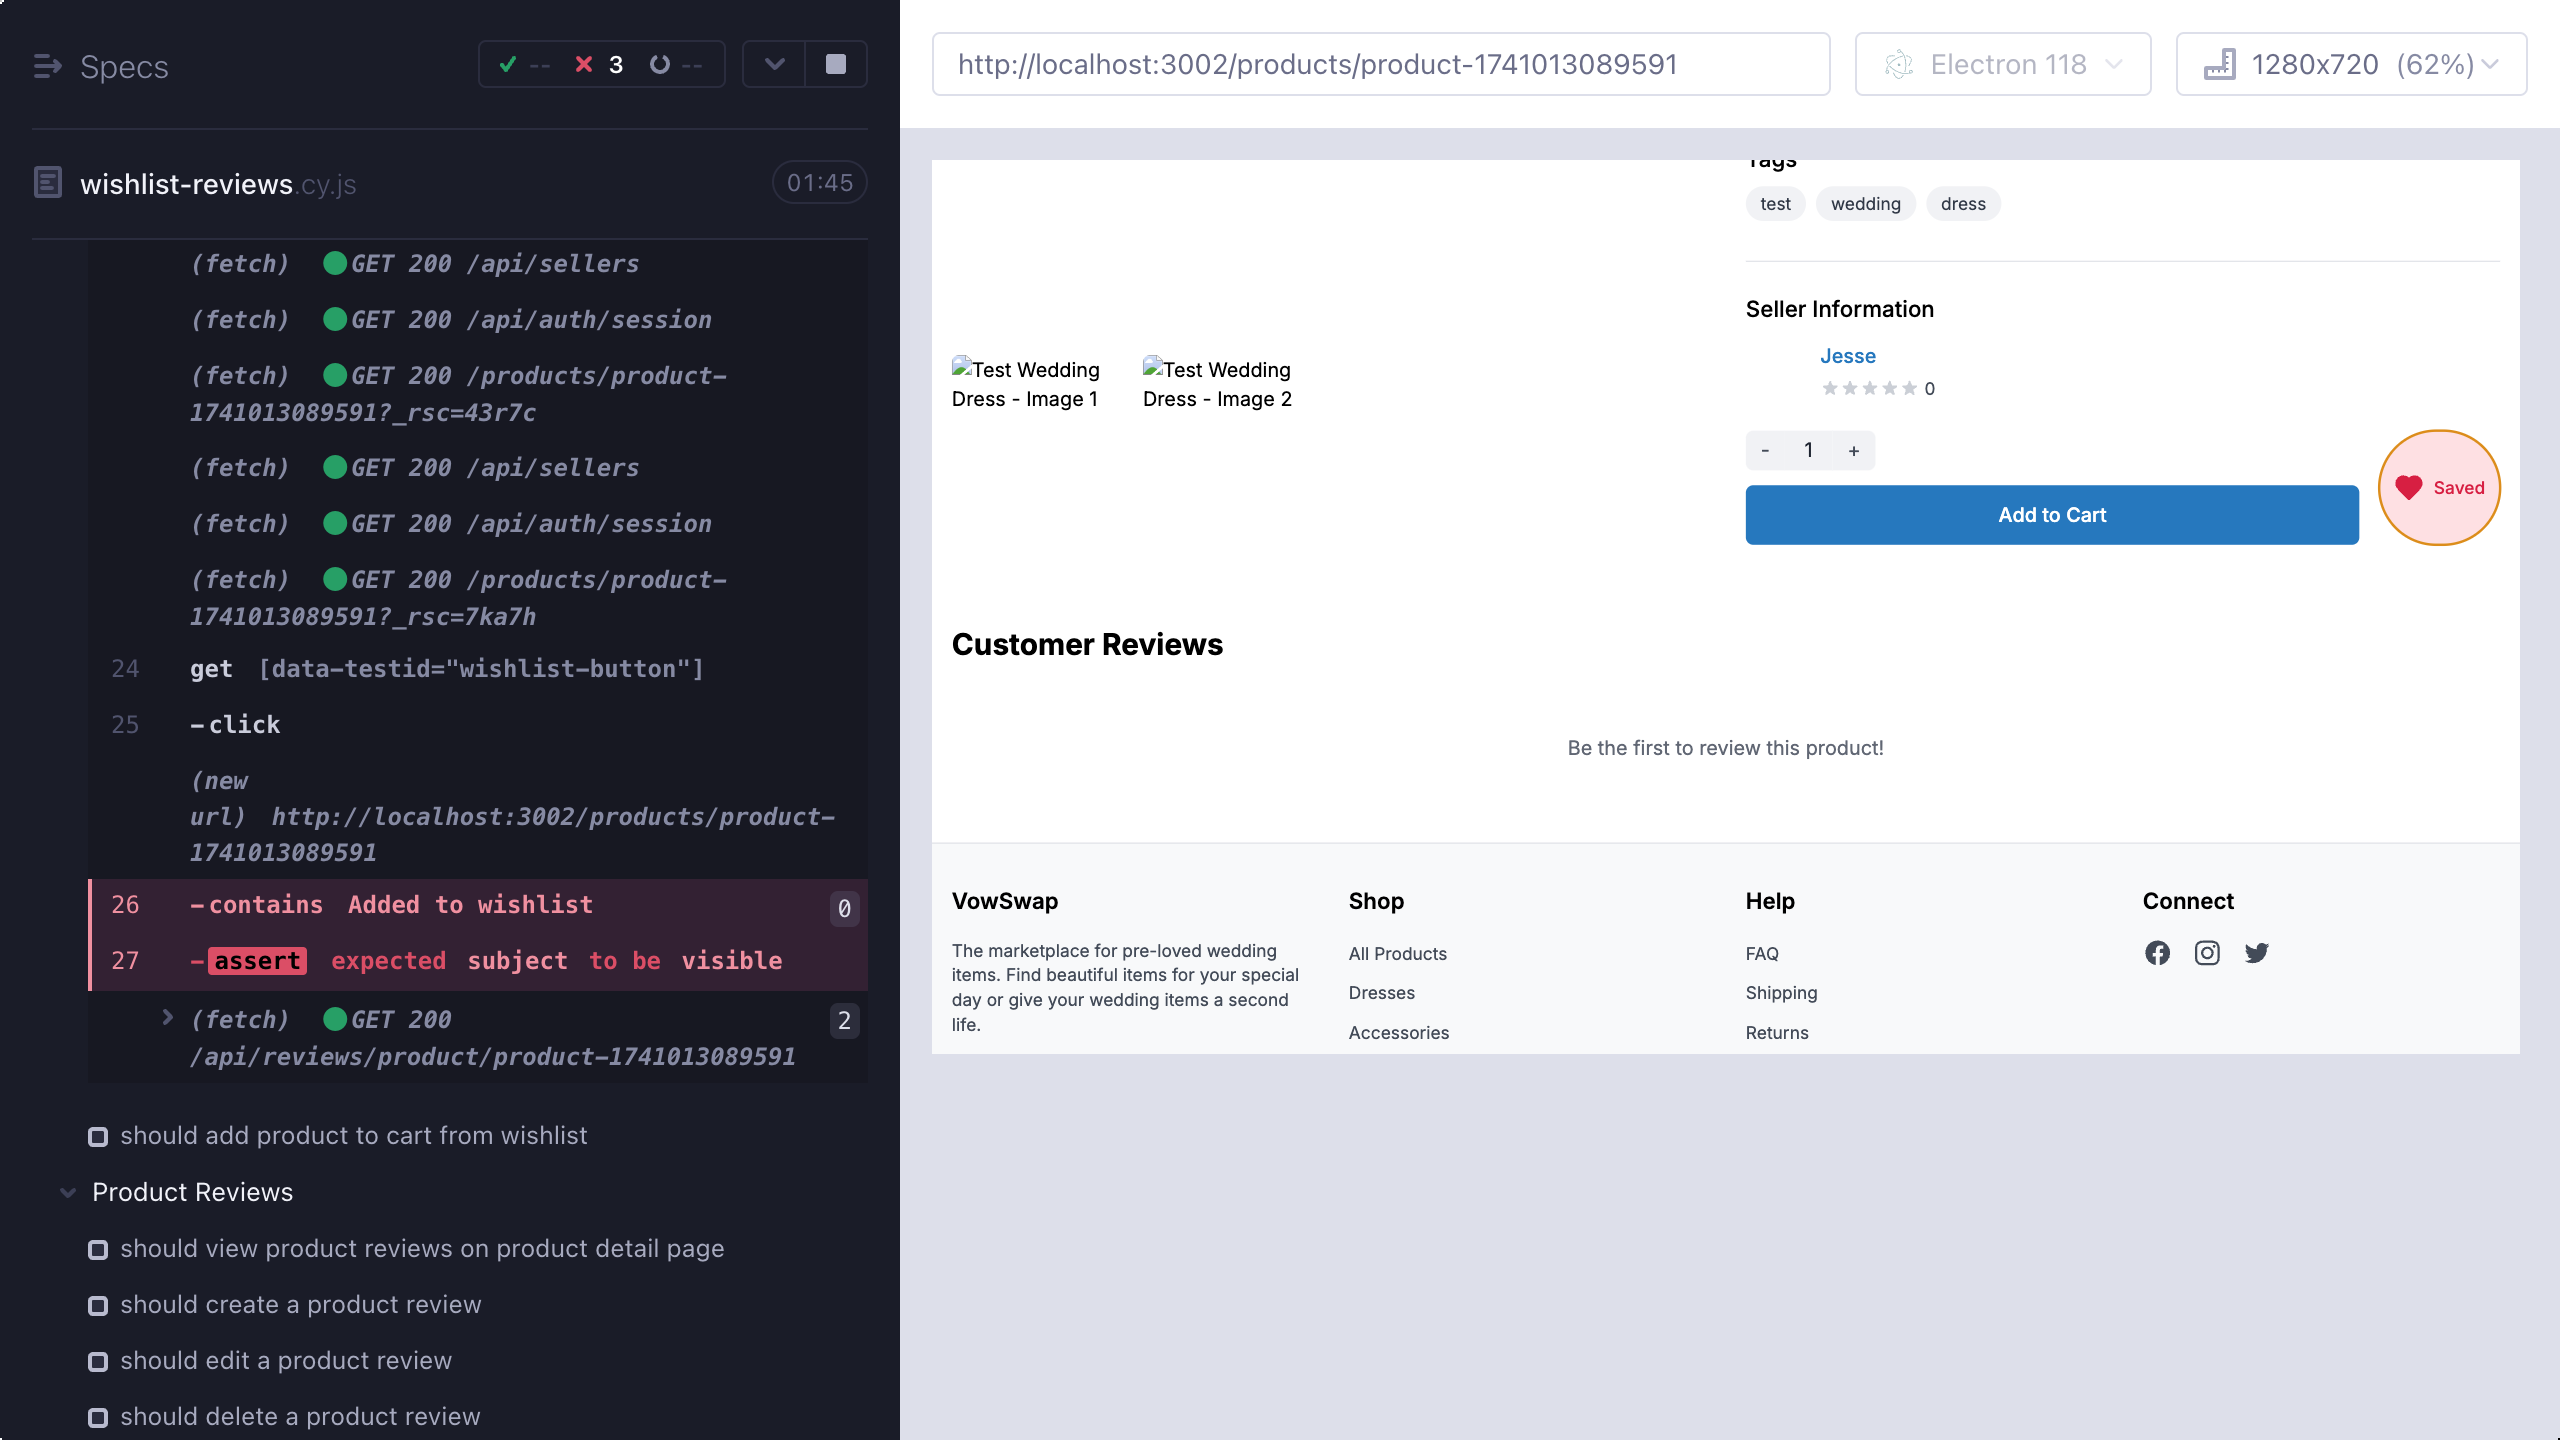 Specs
-- 3 --
wishlist-reviews.cy.js
01:45
(fetch) GET 200 /api/sellers
(fetch) GET 200 /api/auth/session
(fetch) GET 200 /products/product-
1741013089591?_rsc=43r7c
(fetch) GET 200 /api/sellers
(fetch) GET 200 /api/auth/session
(fetch) GET 200 /products/product-
1741013089591?_rsc=7ka7h
24 get [data-testid="wishlist-button"]
25 -click
(new
url) http://localhost:3002/products/product-
1741013089591
26 -contains Added to wishlist 0
27 -assert expected subject to be visible
(fetch) GET 200 2
/api/reviews/product/product-1741013089591
should add product to cart from wishlist
Product Reviews
should view product reviews on product detail page
should create a product review
should edit a product review
should delete a product review
http://localhost:3002/products/product-1741013089591
Electron 118
1280x720 (62%)
Tags
test wedding dress
Seller Information
Jesse
0
- 1 +
Add to Cart
Saved
Test Wedding
Dress - Image 1
Test Wedding
Dress - Image 2
Customer Reviews
Be the first to review this product!
VowSwap
The marketplace for pre-loved wedding
items. Find beautiful items for your special
day or give your wedding items a second
life.
Shop
All Products
Dresses
Accessories
Help
FAQ
Shipping
Returns
Connect